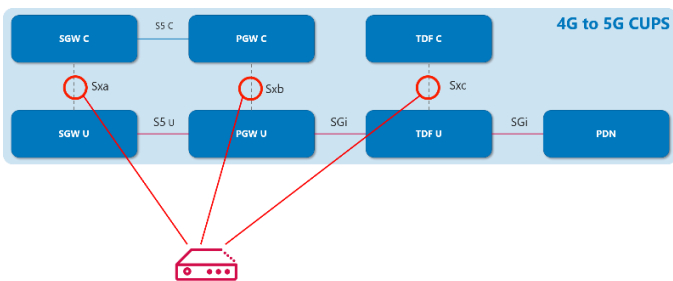 4G to 5G CUPS
SGW C
S5 C
PGW C
TDF C
Sxa
Sxb
Sxc
SGW U
S5 U
PGW U
SGi
TDF U
SGi
PDN